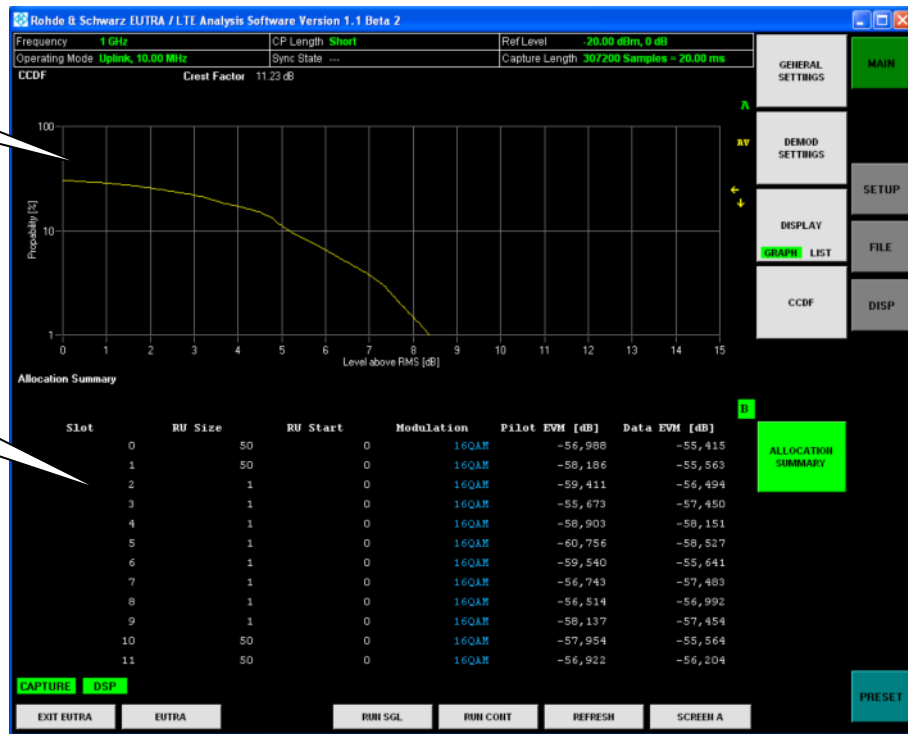 Rohde & Schwarz EUTRA / LTE Analysis Software Version 1.1 Beta 2
Frequency 1 GHz CP Length Short Ref Level -20.00 dBm, 0 dB
Operating Mode Uplink, 10.00 MHz Sync State --- Capture Length 307200 Samples = 20.00 ms
CCDF Crest Factor 11.23 dB
GENERAL SETTINGS
MAIN
DEMOD SETTINGS
SETUP
DISPLAY
GRAPH LIST
FILE
CCDF
DISP
A
RV
Propability [%]
100
10
1
0 1 2 3 4 5 6 7 8 9 10 11 12 13 14 15
Level above RMS [dB]
Allocation Summary
B
ALLOCATION SUMMARY
Slot RU Size RU Start Modulation Pilot EVM [dB] Data EVM [dB]
0 50 0 16QAM -56,988 -55,415
1 50 0 16QAM -58,186 -55,563
2 1 0 16QAM -59,411 -56,494
3 1 0 16QAM -55,673 -57,450
4 1 0 16QAM -58,903 -58,151
5 1 0 16QAM -60,756 -58,527
6 1 0 16QAM -59,540 -55,641
7 1 0 16QAM -56,743 -57,483
8 1 0 16QAM -56,514 -56,992
9 1 0 16QAM -58,137 -57,454
10 50 0 16QAM -57,954 -55,564
11 50 0 16QAM -56,922 -56,204
CAPTURE DSP
PRESET
EXIT EUTRA EUTRA RUN SGL RUN CONT REFRESH SCREEN A